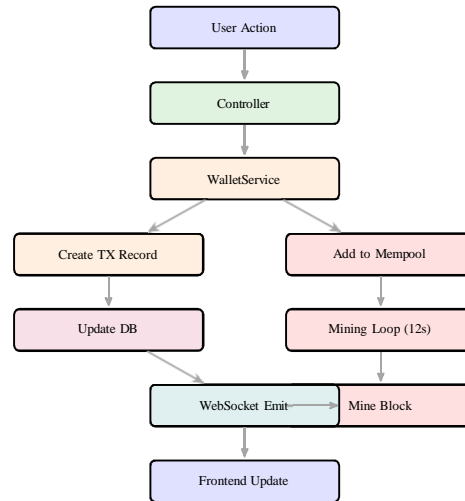 User Action
Controller
WalletService
Create TX Record
Add to Mempool
Update DB
Mining Loop (12s)
WebSocket Emit
Mine Block
Frontend Update